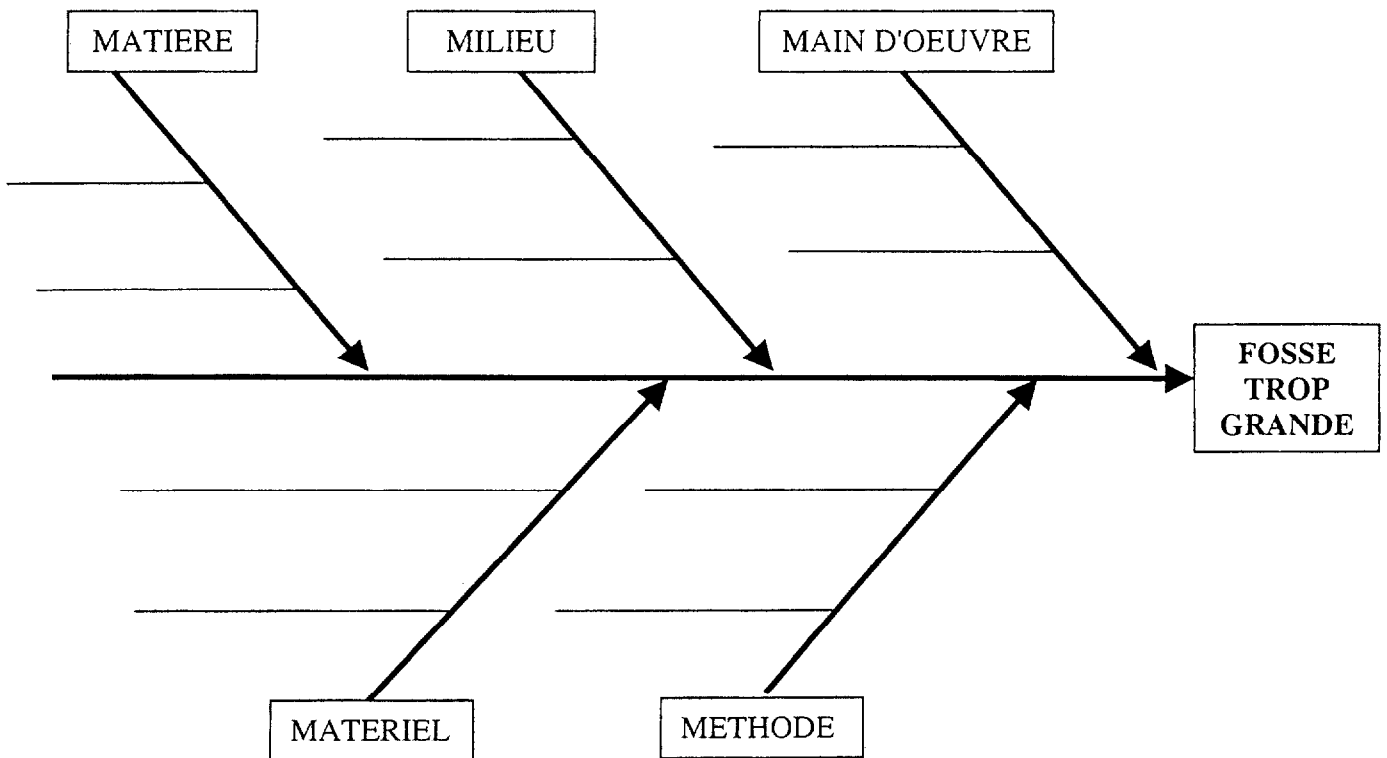 MATIERE
MILIEU
MAIN D'OEUVRE
FOSSE
TROP
GRANDE
MATERIEL
METHODE